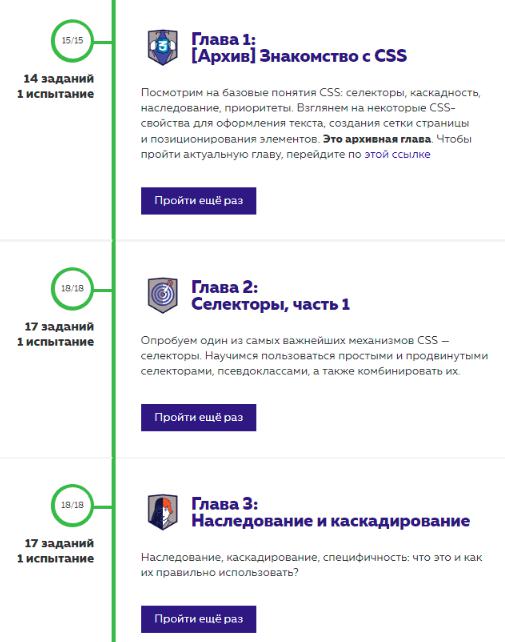 15/15
14 заданий
1 испытание
Глава 1:
[Архив] Знакомство с CSS
Посмотрим на базовые понятия CSS: селекторы, каскадность,
наследование, приоритеты. Взглянем на некоторые CSS-
свойства для оформления текста, создания сетки страницы
и позиционирования элементов. Это архивная глава. Чтобы
пройти актуальную главу, перейдите по этой ссылке
Пройти ещё раз
18/18
17 заданий
1 испытание
Глава 2:
Селекторы, часть 1
Опробуем один из самых важнейших механизмов CSS —
селекторы. Научимся пользоваться простыми и продвинутыми
селекторами, псевдоклассами, а также комбинировать их.
Пройти ещё раз
18/18
17 заданий
1 испытание
Глава 3:
Наследование и каскадирование
Наследование, каскадирование, специфичность: что это и как
их правильно использовать?
Пройти ещё раз